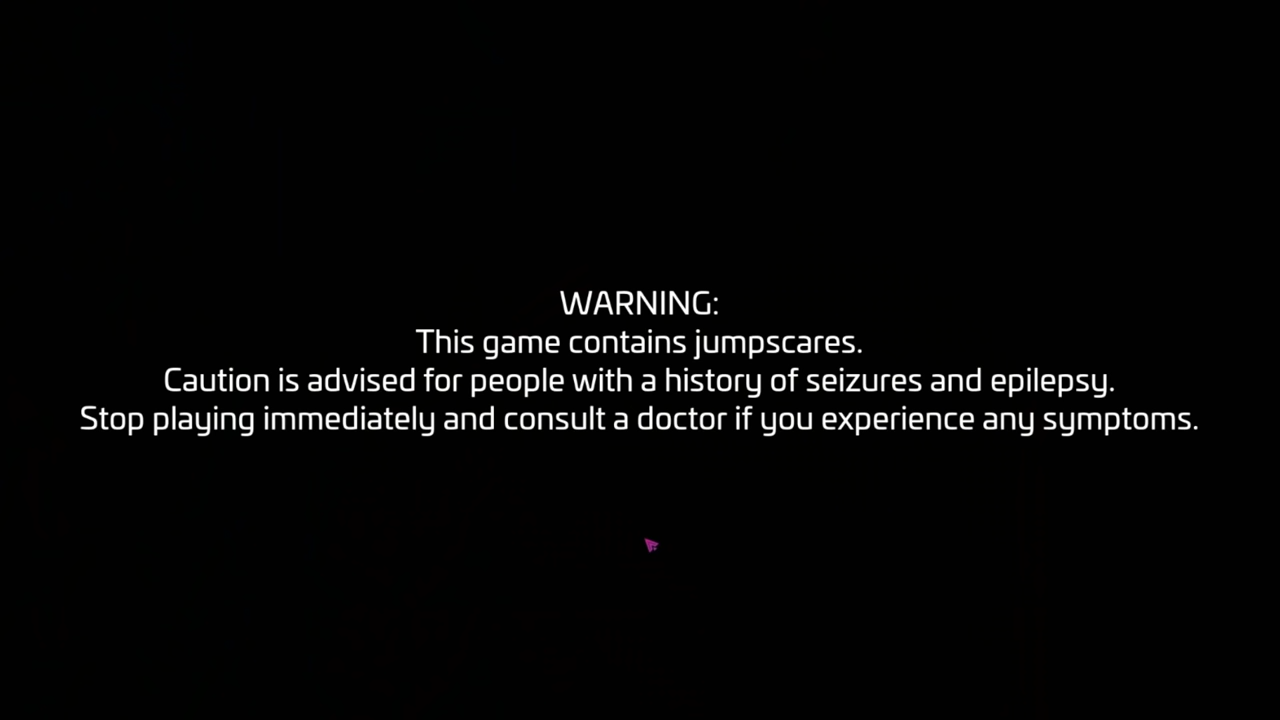 WARNING:
This game contains jumpscares.
Caution is advised for people with a history of seizures and epilepsy.
Stop playing immediately and consult a doctor if you experience any symptoms.